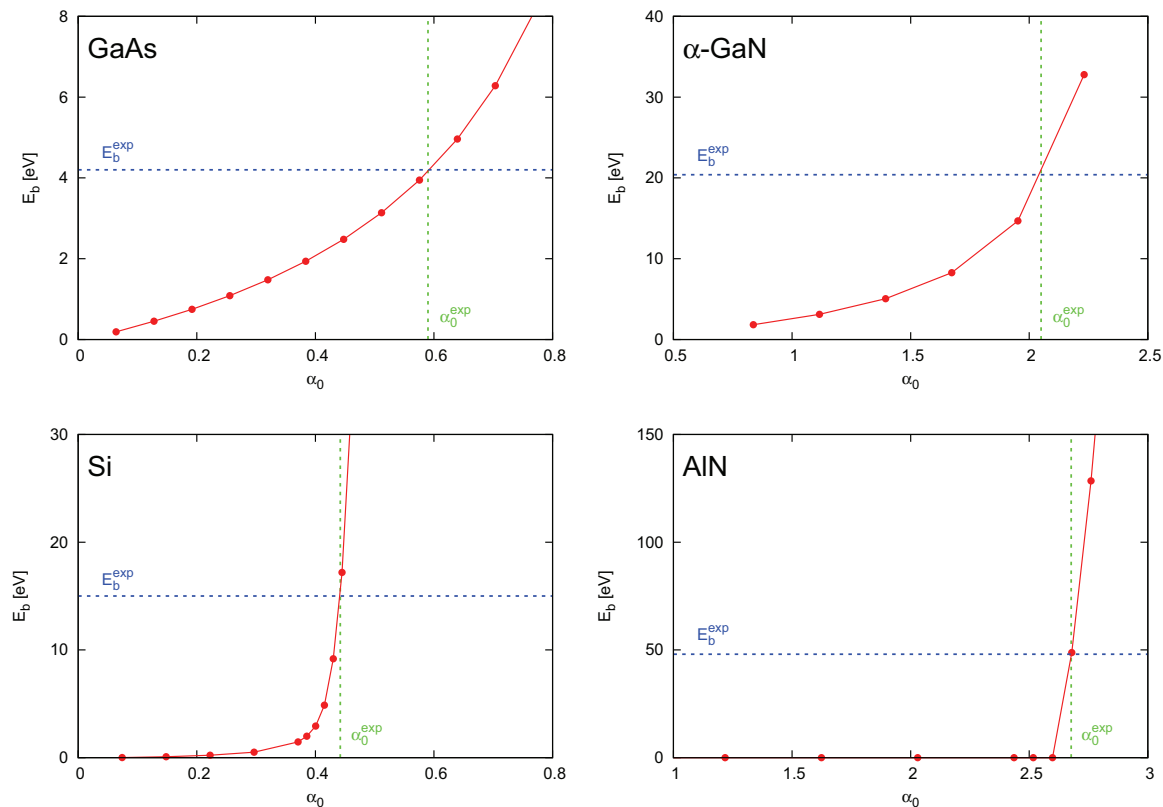 GaAs
8
6
4
2
0
E_b [eV]
E_b^exp
α_0^exp
0 0.2 0.4 0.6 0.8
α_0
α-GaN
40
30
20
10
0
E_b [eV]
E_b^exp
α_0^exp
0.5 1 1.5 2 2.5
α_0
Si
30
20
10
0
E_b [eV]
E_b^exp
α_0^exp
0 0.2 0.4 0.6 0.8
α_0
AlN
150
100
50
0
E_b [eV]
E_b^exp
α_0^exp
1 1.5 2 2.5 3
α_0